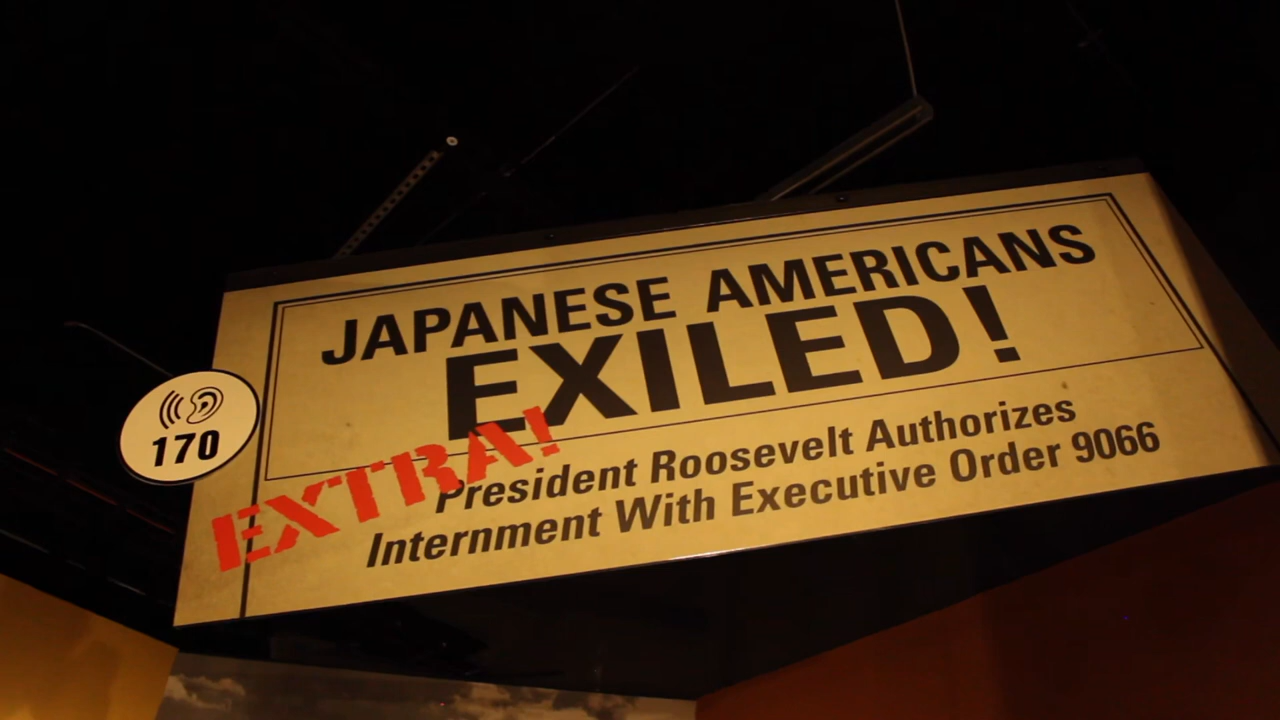 JAPANESE AMERICANS
EXILED!
EXTRA!
President Roosevelt Authorizes
Internment With Executive Order 9066
170